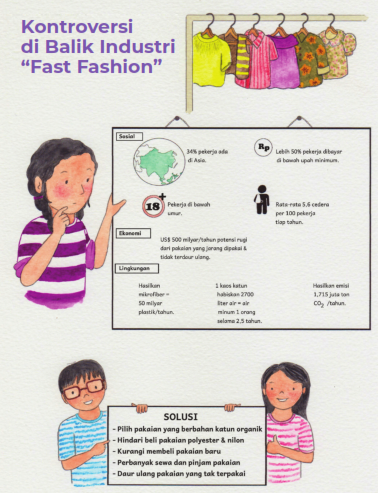 Kontroversi
di Balik Industri
“Fast Fashion”
Sosial
34% pekerja ada
di Asia.
Rp
Lebih 50% pekerja dibayar
di bawah upah minimum.
18+
Pekerja di bawah
umur.
Rata-rata 5,6 cedera
per 100 pekerja
tiap tahun.
Ekonomi
US$ 500 milyar/tahun potensi rugi
dari pakaian yang jarang dipakai &
tidak terdaur ulang.
Lingkungan
Hasilkan
mikrofiber =
50 milyar
plastik/tahun.
1 kaos katun
habiskan 2700
liter air = air
minum 1 orang
selama 2,5 tahun.
Hasilkan emisi
1,715 juta ton
CO₂ /tahun.
SOLUSI
- Pilih pakaian yang berbahan katun organik
- Hindari beli pakaian polyester & nilon
- Kurangi membeli pakaian baru
- Perbanyak sewa dan pinjam pakaian
- Daur ulang pakaian yang tak terpakai